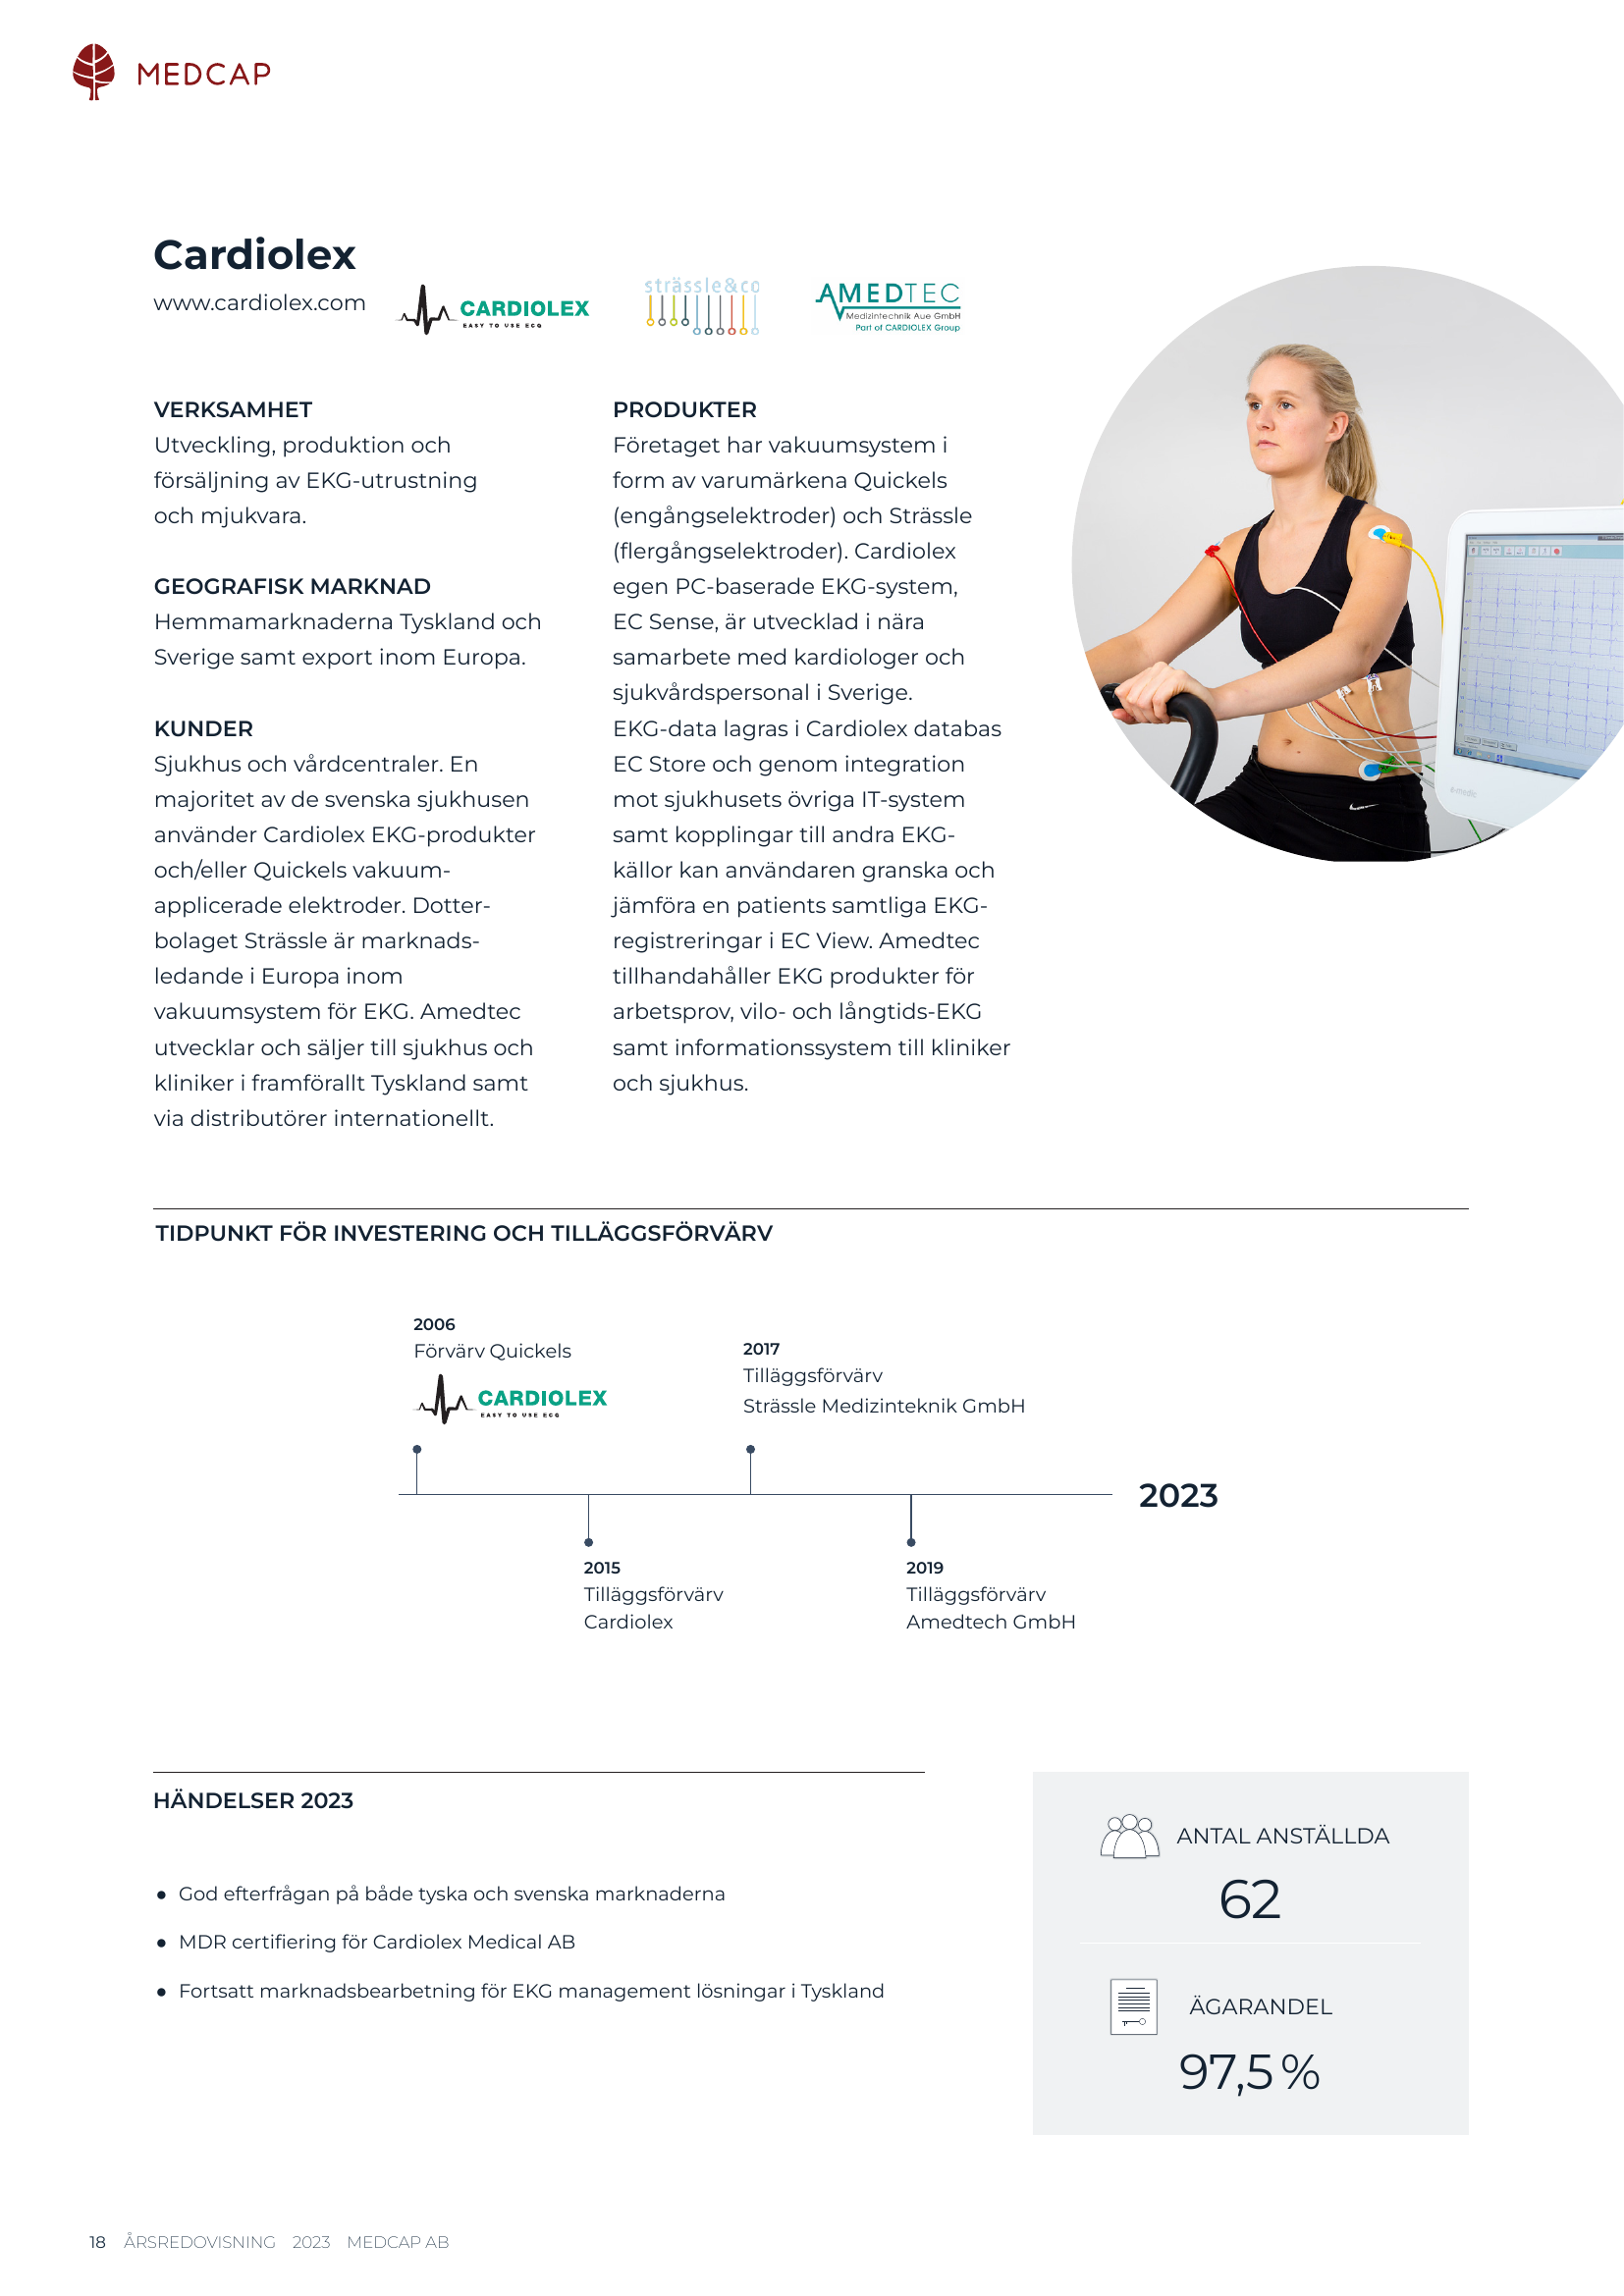 MEDCAP
Cardiolex
www.cardiolex.com
CARDIOLEX
EASY TO USE ECG
strässle&co
AMEDTEC
Medizintechnik Aue GmbH
Part of CARDIOLEX Group
VERKSAMHET
Utveckling, produktion och
försäljning av EKG-utrustning
och mjukvara.
GEOGRAFISK MARKNAD
Hemmamarknaderna Tyskland och
Sverige samt export inom Europa.
KUNDER
Sjukhus och vårdcentraler. En
majoritet av de svenska sjukhusen
använder Cardiolex EKG-produkter
och/eller Quickels vakuum-
applicerade elektroder. Dotter-
bolaget Strässle är marknads-
ledande i Europa inom
vakuumsystem för EKG. Amedtec
utvecklar och säljer till sjukhus och
kliniker i framförallt Tyskland samt
via distributörer internationellt.
PRODUKTER
Företaget har vakuumsystem i
form av varumärkena Quickels
(engångselektroder) och Strässle
(flergångselektroder). Cardiolex
egen PC-baserade EKG-system,
EC Sense, är utvecklad i nära
samarbete med kardiologer och
sjukvårdspersonal i Sverige.
EKG-data lagras i Cardiolex databas
EC Store och genom integration
mot sjukhusets övriga IT-system
samt kopplingar till andra EKG-
källor kan användaren granska och
jämföra en patients samtliga EKG-
registreringar i EC View. Amedtec
tillhandahåller EKG produkter för
arbetsprov, vilo- och långtids-EKG
samt informationssystem till kliniker
och sjukhus.
e-medic
TIDPUNKT FÖR INVESTERING OCH TILLÄGGSFÖRVÄRV
2006
Förvärv Quickels
CARDIOLEX
EASY TO USE ECG
2017
Tilläggsförvärv
Strässle Medizinteknik GmbH
2023
2015
Tilläggsförvärv
Cardiolex
2019
Tilläggsförvärv
Amedtech GmbH
HÄNDELSER 2023
● God efterfrågan på både tyska och svenska marknaderna
● MDR certifiering för Cardiolex Medical AB
● Fortsatt marknadsbearbetning för EKG management lösningar i Tyskland
ANTAL ANSTÄLLDA
62
ÄGARANDEL
97,5 %
18 ÅRSREDOVISNING 2023 MEDCAP AB